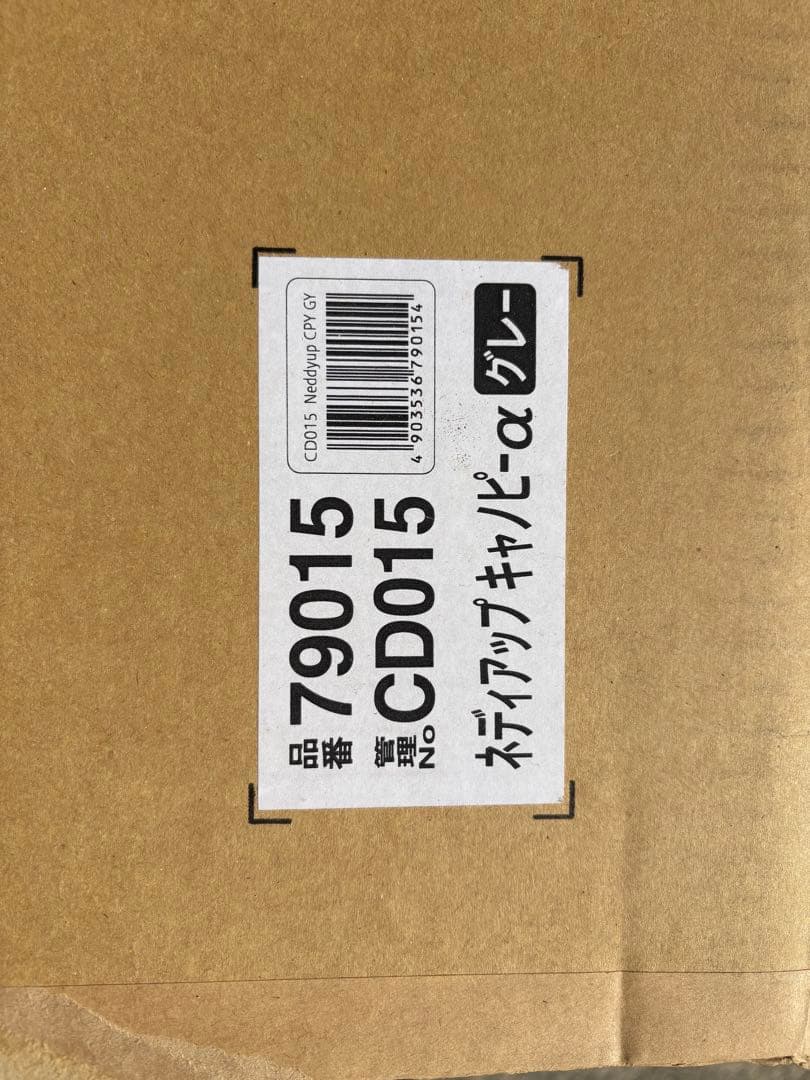 品番 79015
管理No. CD015
CD015 Neddyup CPY GY
4 903536 790154
ネディアップキャノピーα グレー